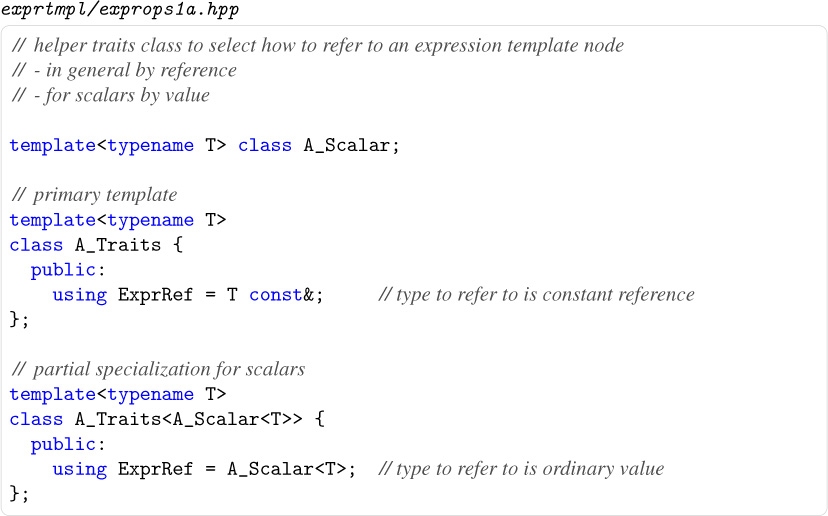 exprtmpl/exprops1a.hpp
// helper traits class to select how to refer to an expression template node
// - in general by reference
// - for scalars by value
template<typename T> class A_Scalar;
// primary template
template<typename T>
class A_Traits {
public:
using ExprRef = T const&; // type to refer to is constant reference
};
// partial specialization for scalars
template<typename T>
class A_Traits<A_Scalar<T>> {
public:
using ExprRef = A_Scalar<T>; // type to refer to is ordinary value
};